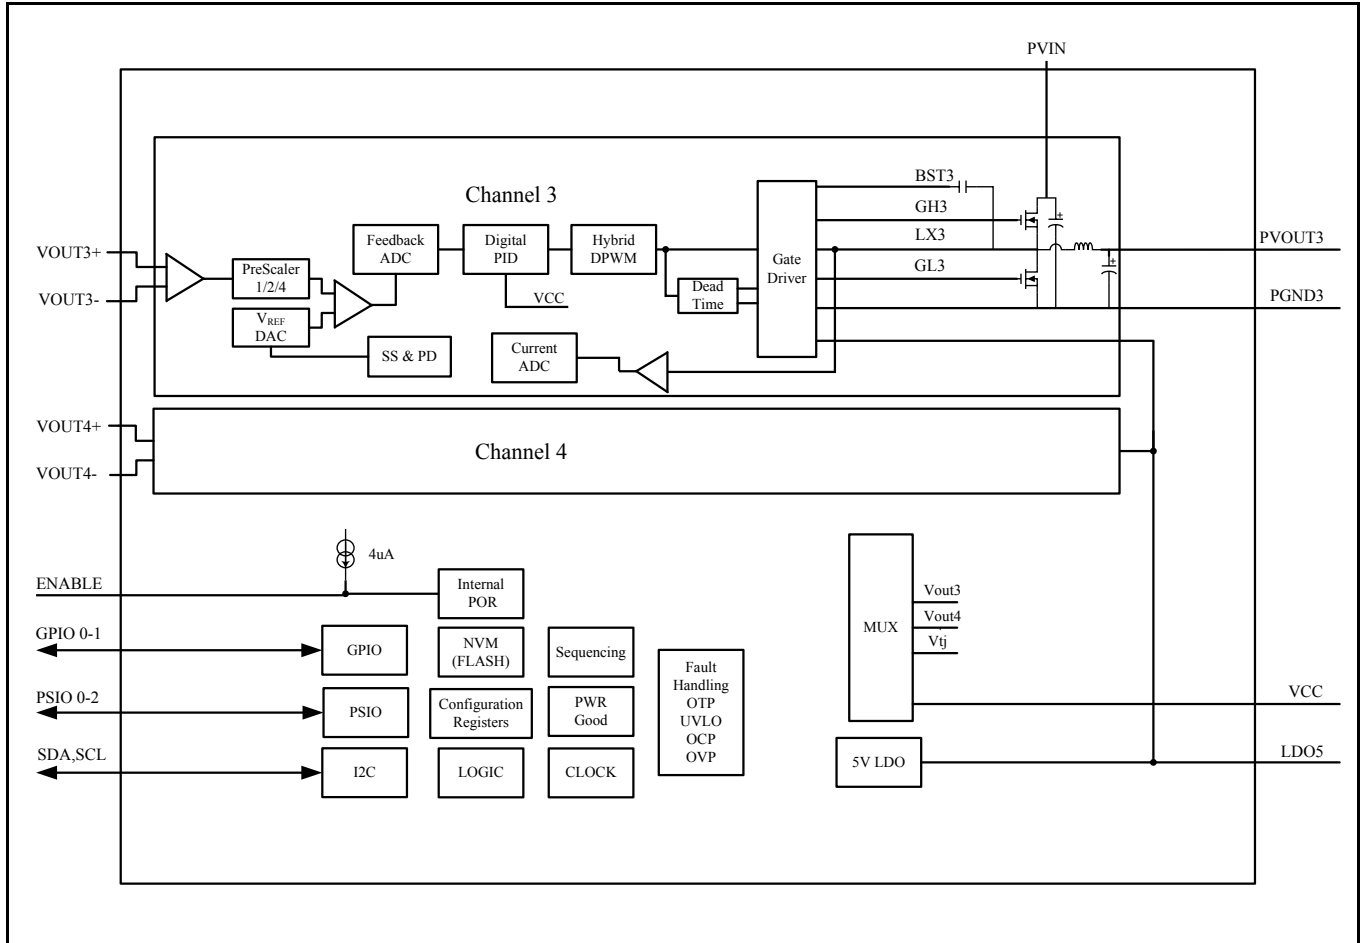 PVIN
Channel 3
BST3
GH3
LX3
GL3
VOUT3+
VOUT3-
PreScaler
1/2/4
VREF
DAC
Feedback
ADC
Digital
PID
VCC
Hybrid
DPWM
Dead
Time
Gate
Driver
SS & PD
Current
ADC
+
+
PVOUT3
PGND3
VOUT4+
VOUT4-
Channel 4
4uA
ENABLE
Internal
POR
GPIO 0-1
GPIO
NVM
(FLASH)
Sequencing
PSIO 0-2
PSIO
Configuration
Registers
PWR
Good
SDA,SCL
I2C
LOGIC
CLOCK
Fault
Handling
OTP
UVLO
OCP
OVP
MUX
Vout3
Vout4
Vtj
VCC
5V LDO
LDO5